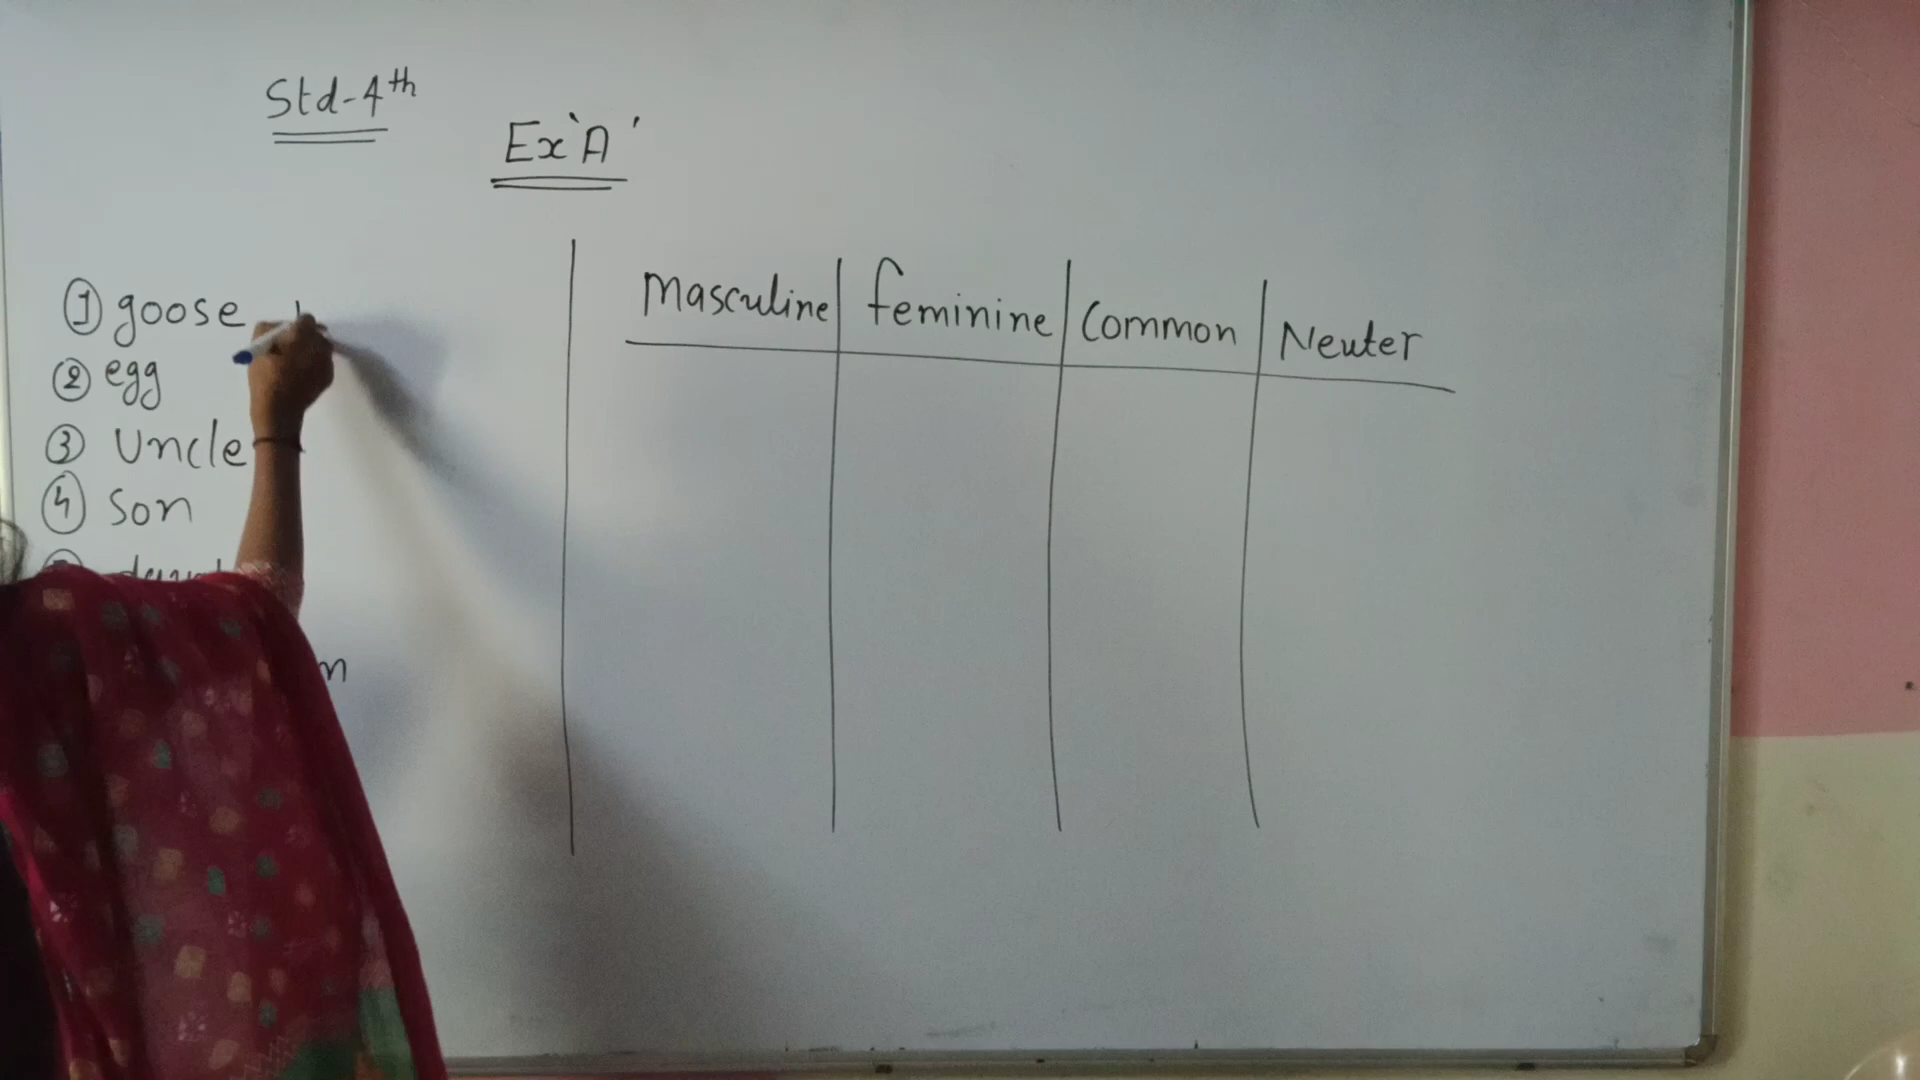 Std-4th
Ex 'A'
① goose
② egg
③ Uncle
④ Son
Masculine feminine Common Neuter